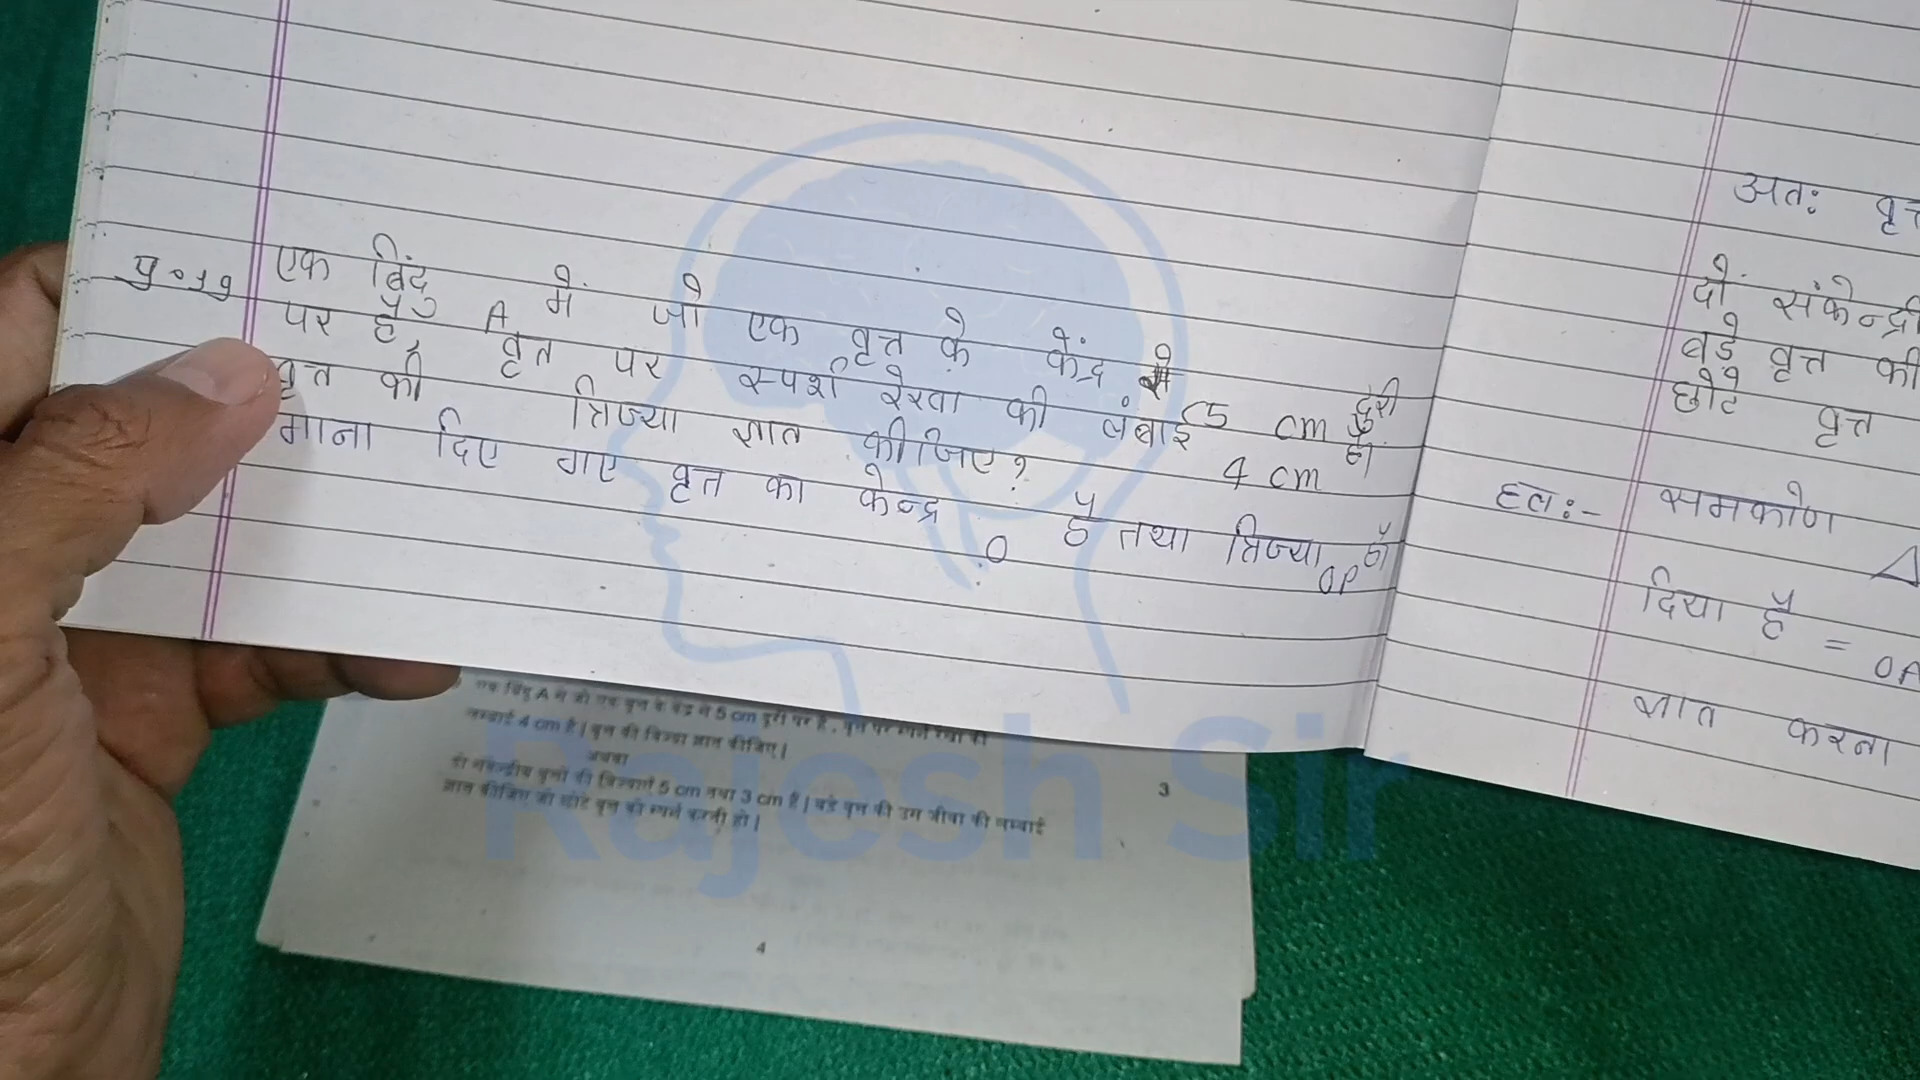 प्र०19 एक बिंदु A में जो एक वृत्त के केंद्र से 5 cm दुरी
पर है, वृत पर स्पर्श रेखा की लंबाई 4 cm है।
वृत्त की त्रिज्या ज्ञात कीजिए?
माना दिए गए वृत का केन्द्र O है तथा त्रिज्या OP हैं
अतः
दो संकेन्द्री
बड़े वृत्त की
छोटे वृत्त
हल:- समकोण Δ
दिया है = OA
ज्ञात करना
एक बिंदु A से जो एक वृत्त के केंद्र से 5 cm दूरी पर है, वृत्त पर स्पर्श रेखा की
लम्बाई 4 cm है। वृत्त की त्रिज्या ज्ञात कीजिए।
अथवा
दो संकेन्द्रीय वृत्तों की त्रिज्याएँ 5 cm तथा 3 cm हैं। बड़े वृत्त की उस जीवा की लम्बाई
ज्ञात कीजिए जो छोटे वृत्त को स्पर्श करती हो।
3
4
Rajesh Sir